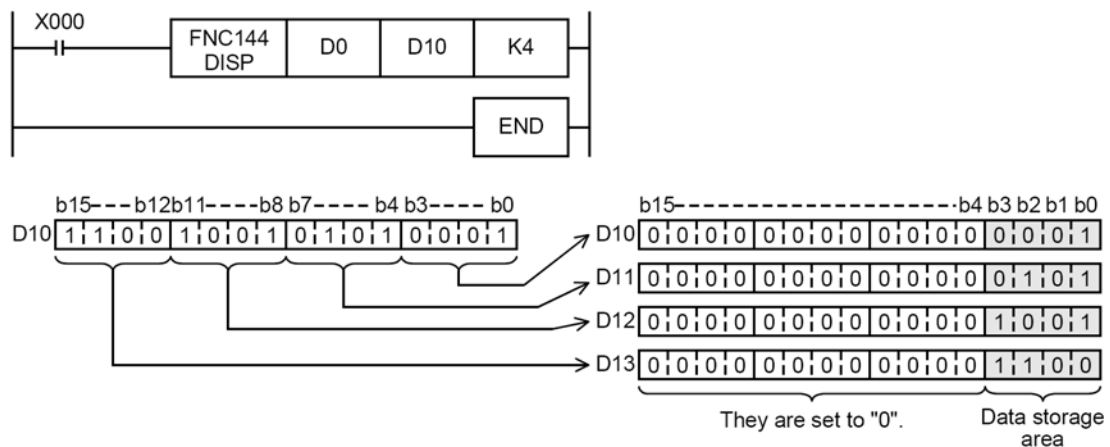 X000
FNC144 D0 D10 K4
DISP
END
b15 b12 b11 b8 b7 b4 b3 b0
D10 1 1 0 0 1 0 0 1 0 1 0 1 0 0 0 1
b15 b4 b3 b2 b1 b0
D10 0 0 0 0 0 0 0 0 0 0 0 0 0 0 0 1
D11 0 0 0 0 0 0 0 0 0 0 0 0 0 1 0 1
D12 0 0 0 0 0 0 0 0 0 0 0 0 1 0 0 1
D13 0 0 0 0 0 0 0 0 0 0 0 0 1 1 0 0
They are set to "0".
Data storage
area